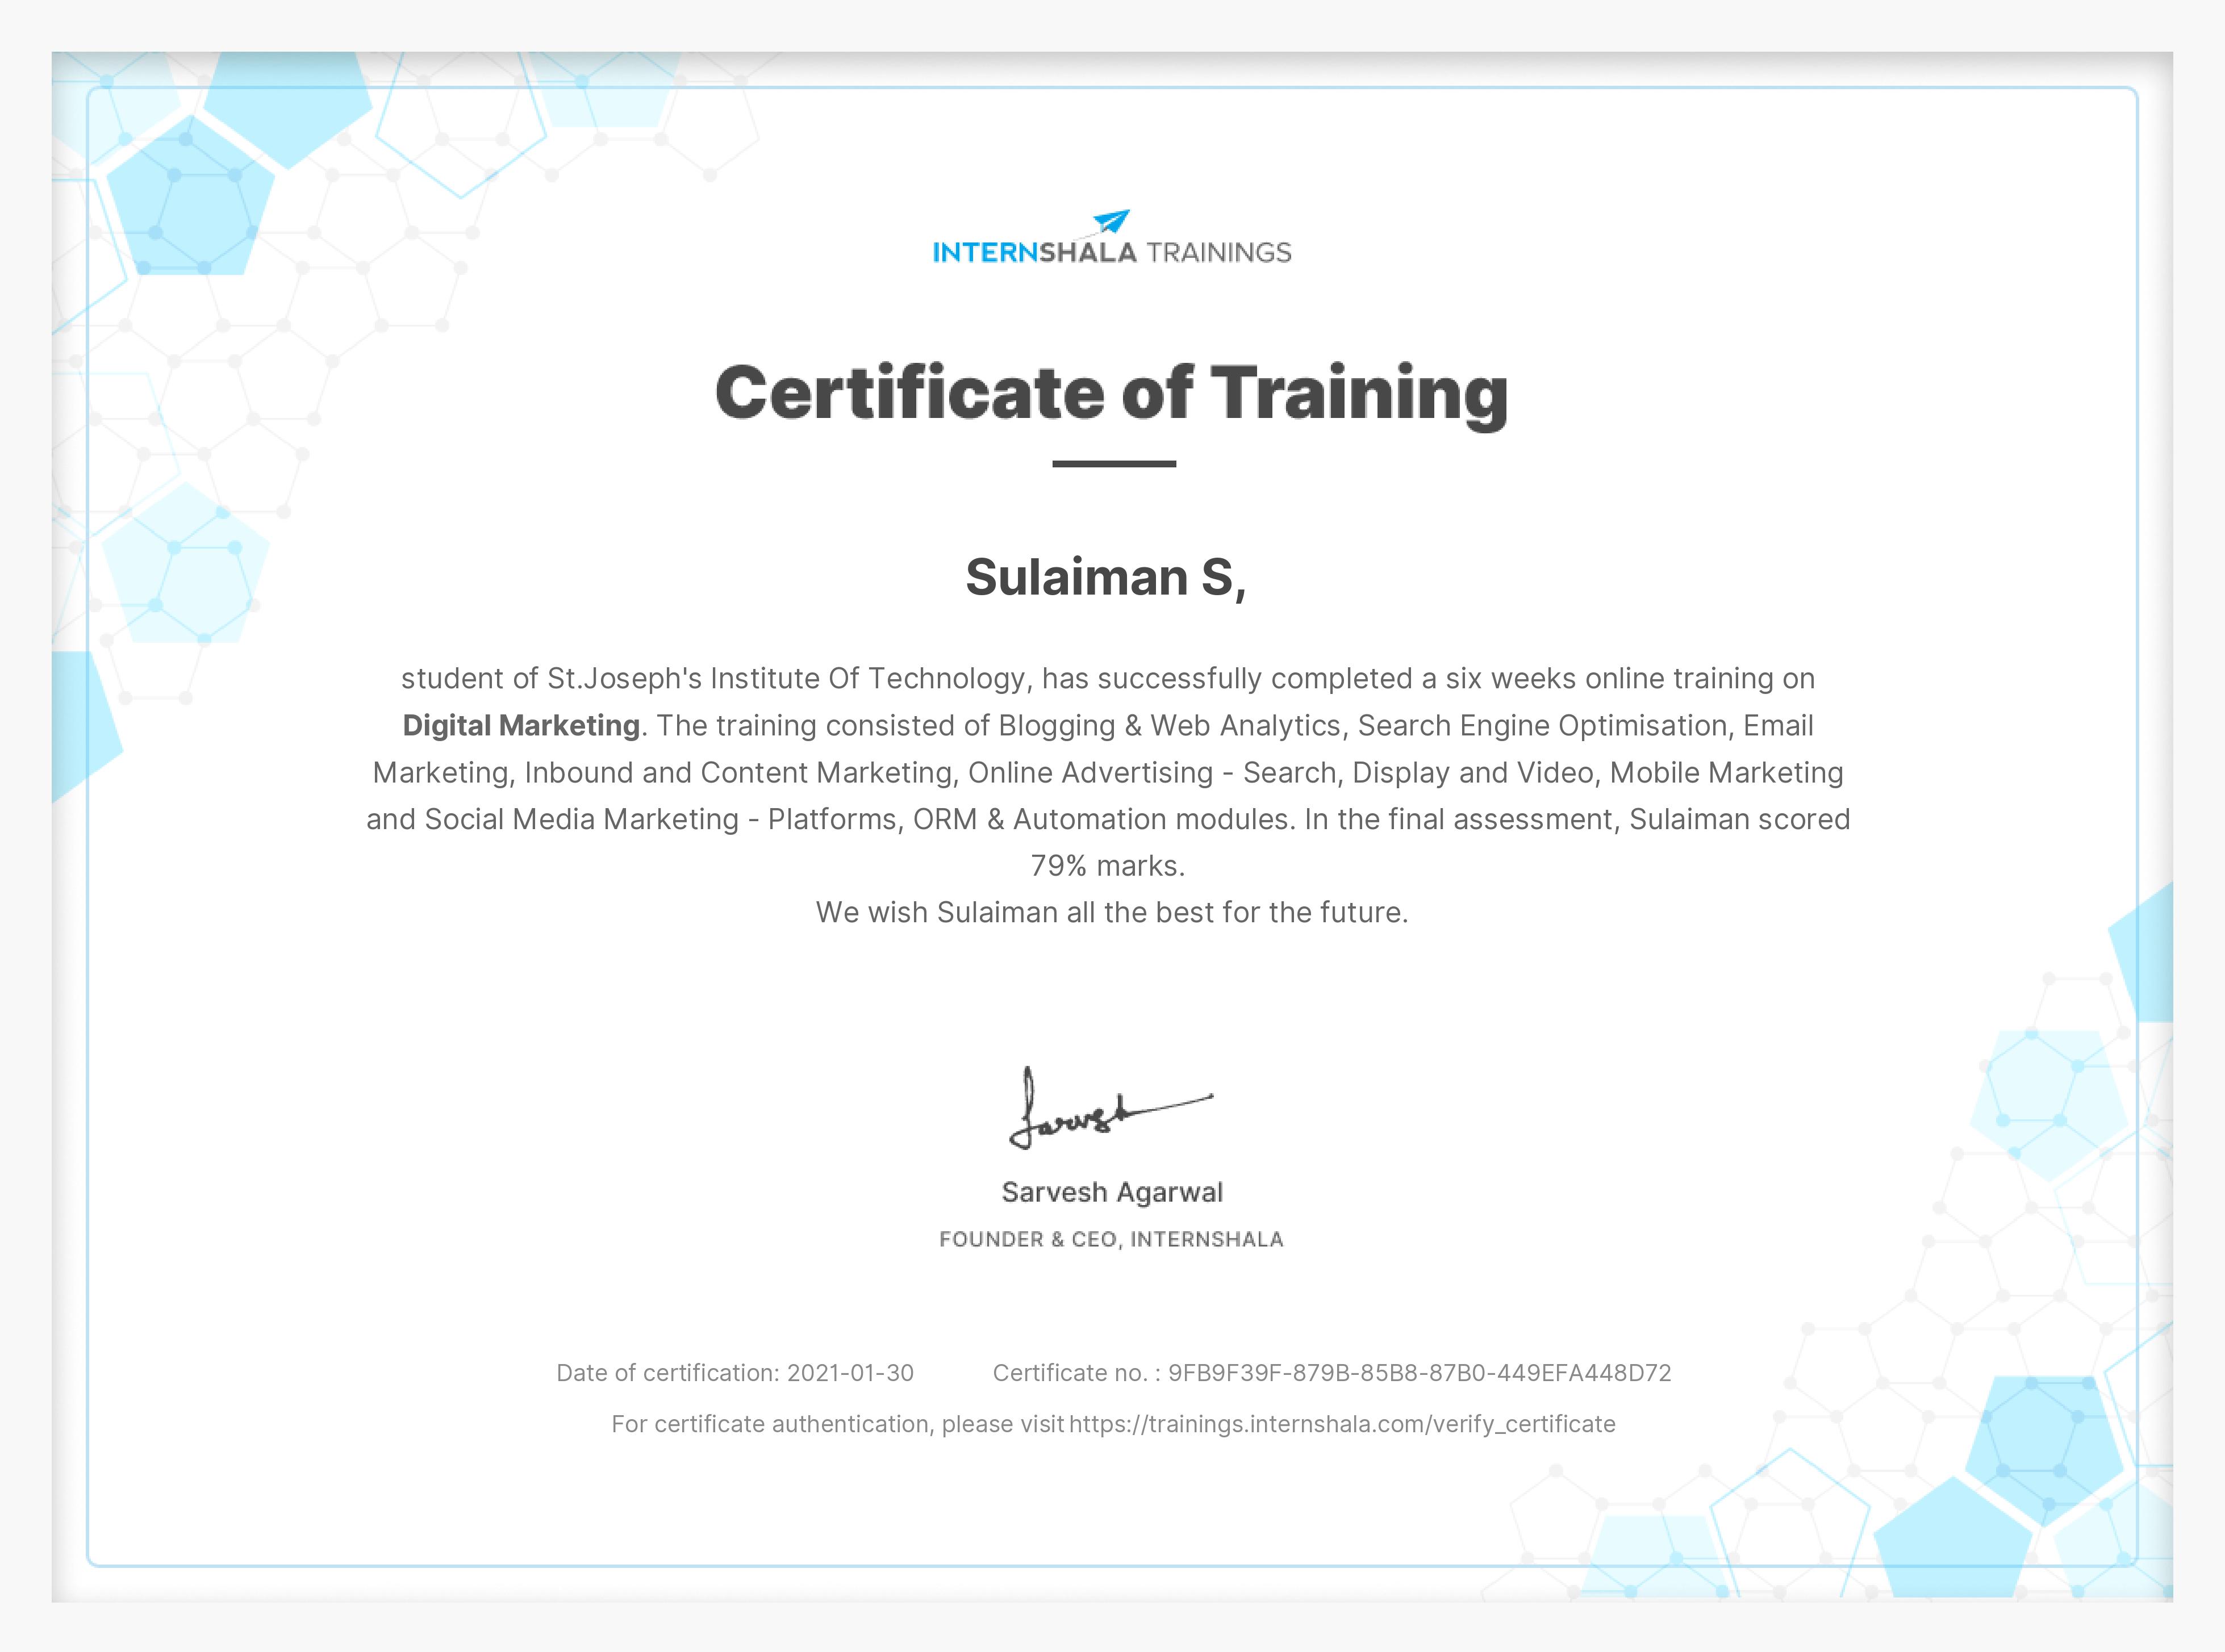 INTERNSHALA TRAININGS
Certificate of Training
Sulaiman S,
student of St.Joseph's Institute Of Technology, has successfully completed a six weeks online training on
Digital Marketing. The training consisted of Blogging & Web Analytics, Search Engine Optimisation, Email
Marketing, Inbound and Content Marketing, Online Advertising - Search, Display and Video, Mobile Marketing
and Social Media Marketing - Platforms, ORM & Automation modules. In the final assessment, Sulaiman scored
79% marks.
We wish Sulaiman all the best for the future.
Sarvesh
Sarvesh Agarwal
FOUNDER & CEO, INTERNSHALA
Date of certification: 2021-01-30 Certificate no. : 9FB9F39F-879B-85B8-87B0-449EFA448D72
For certificate authentication, please visit https://trainings.internshala.com/verify_certificate